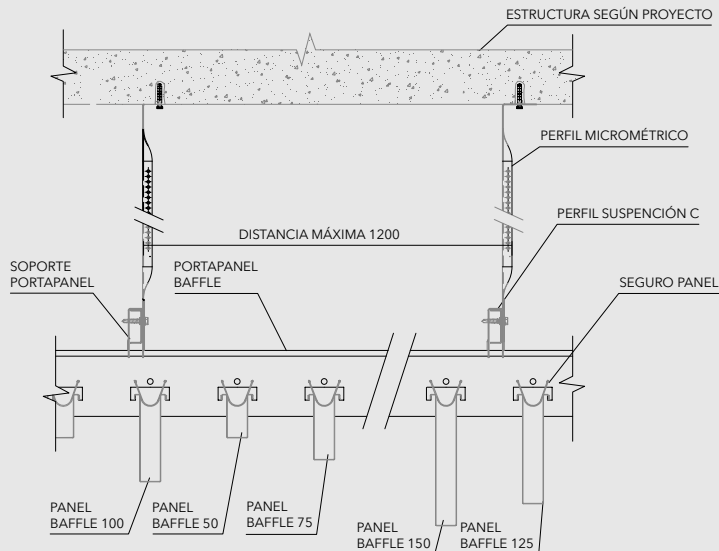 ESTRUCTURA SEGÚN PROYECTO
PERFIL MICROMÉTRICO
PERFIL SUSPENCIÓN C
DISTANCIA MÁXIMA 1200
SOPORTE
PORTAPANEL
PORTAPANEL
BAFFLE
SEGURO PANEL
PANEL
BAFFLE 100
PANEL
BAFFLE 50
PANEL
BAFFLE 75
PANEL
BAFFLE 150
PANEL
BAFFLE 125